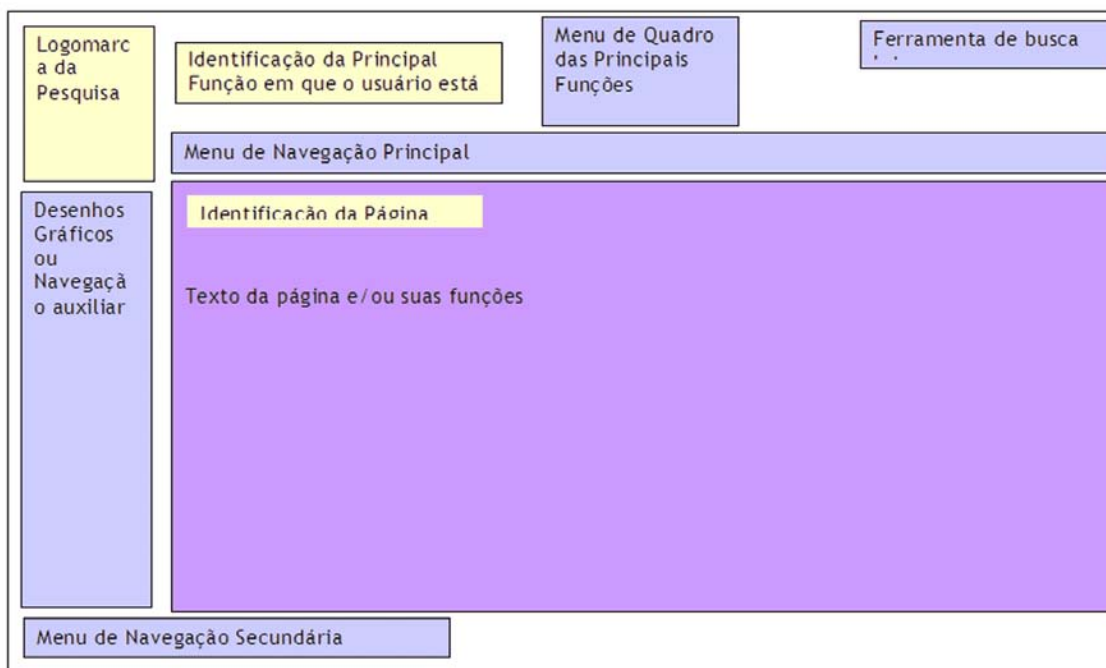 Logomarc
a da
Pesquisa
Identificação da Principal
Função em que o usuário está
Menu de Quadro
das Principais
Funções
Ferramenta de busca
Menu de Navegação Principal
Desenhos
Gráficos
ou
Navegaçã
o auxiliar
Identificação da Página
Texto da página e/ou suas funções
Menu de Navegação Secundária